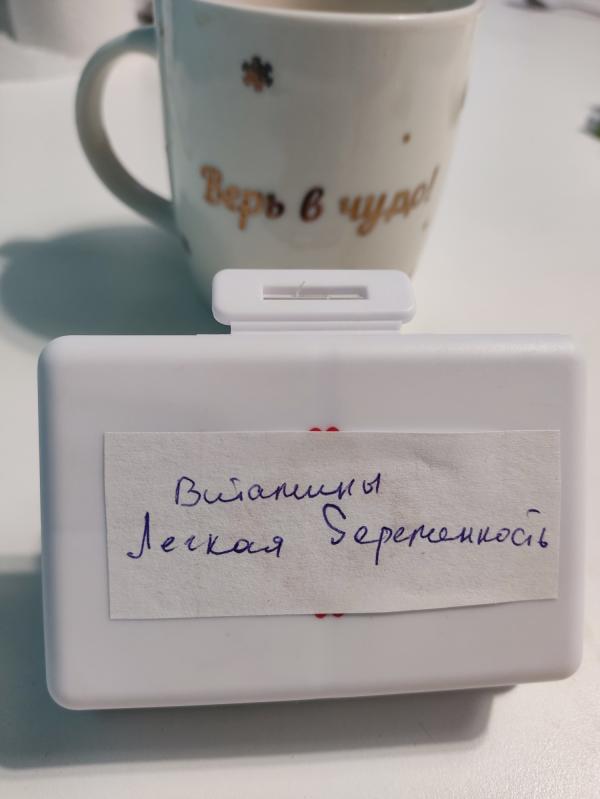 Верь в чудо!
Витамины
Легкая Беременность